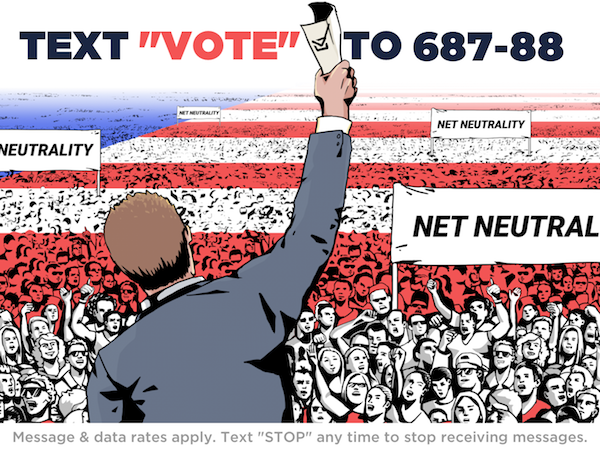 TEXT "VOTE" TO 687-88
NET NEUTRALITY
NET NEUTRALITY
NEUTRALITY
NET NEUTRAL
Message & data rates apply. Text "STOP" any time to stop receiving messages.